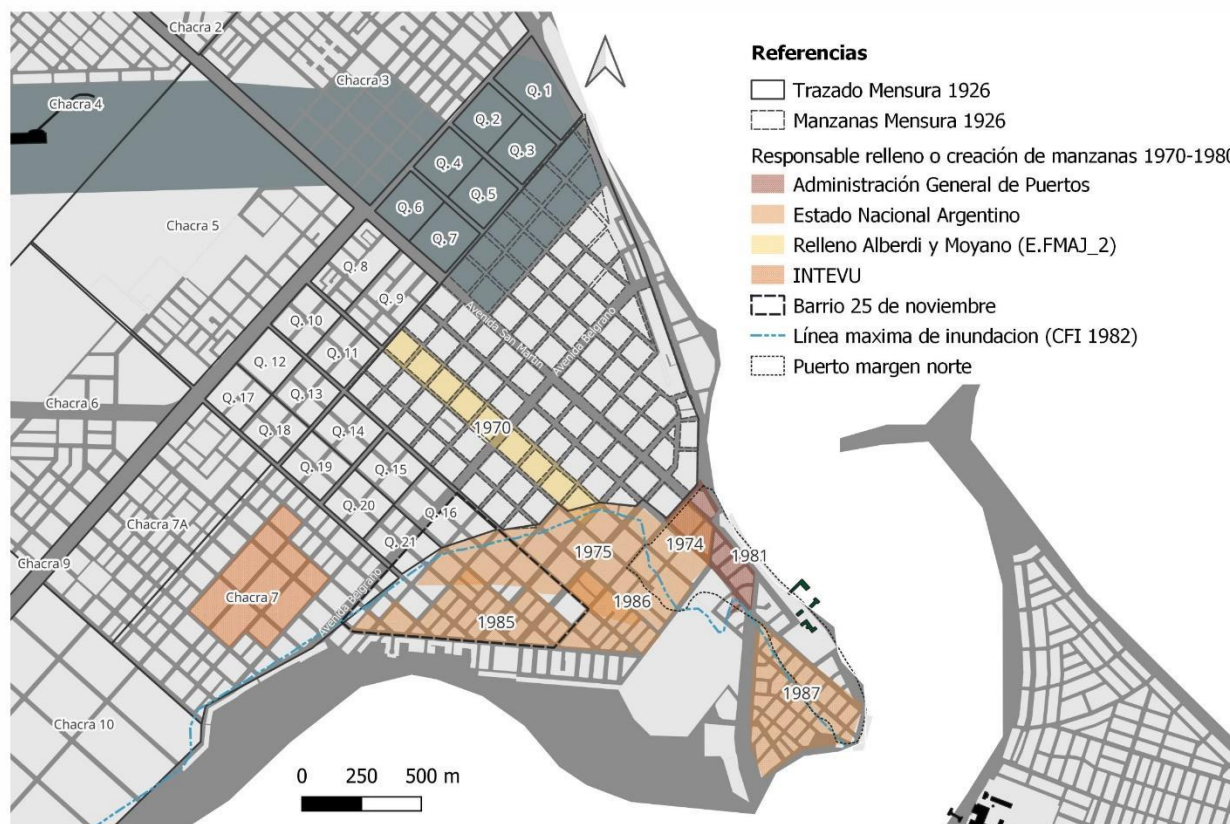 Chacra 2
Chacra 3
Chacra 4
Q. 1
Q. 2
Q. 3
Q. 4
Q. 5
Q. 6
Q. 7
Chacra 5
Q. 8
Q. 9
Avenida San Martin
Avenida Belgrano
Q. 10
Q. 11
Q. 12
Q. 13
Q. 17
Q. 18
Q. 14
Q. 19
Q. 15
Q. 20
Q. 16
Q. 21
Chacra 6
Chacra 7A
Chacra 9
Chacra 7
Avenida Belgrano
Chacra 10
1970
1975
1974
1981
1986
1985
1987
0 250 500 m
Referencias
Trazado Mensura 1926
Manzanas Mensura 1926
Responsable relleno o creación de manzanas 1970-1980
Administración General de Puertos
Estado Nacional Argentino
Relleno Alberdi y Moyano (E.FMAJ_2)
INTEVU
Barrio 25 de noviembre
Línea maxima de inundacion (CFI 1982)
Puerto margen norte